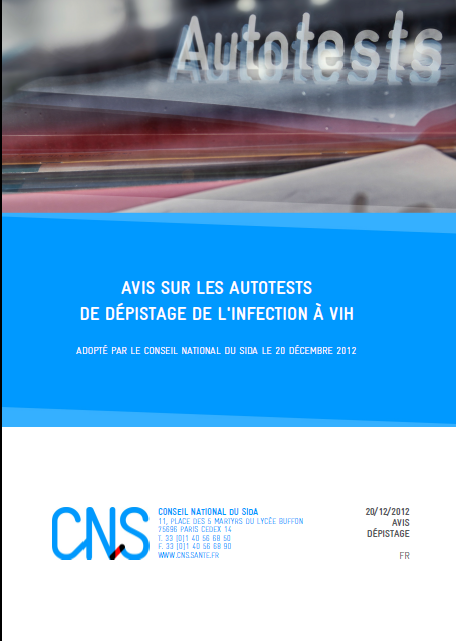 Autotests
AVIS SUR LES AUTOTESTS
DE DÉPISTAGE DE L'INFECTION À VIH
ADOPTÉ PAR LE CONSEIL NATIONAL DU SIDA LE 20 DÉCEMBRE 2012
CNS
CONSEIL NATIONAL DU SIDA
11, PLACE DES 5 MARTYRS DU LYCÉE BUFFON
75696 PARIS CEDEX 14
T. 33 [0]1 40 56 68 50
F. 33 [0]1 40 56 68 90
WWW.CNS.SANTE.FR
20/12/2012
AVIS
DÉPISTAGE
FR